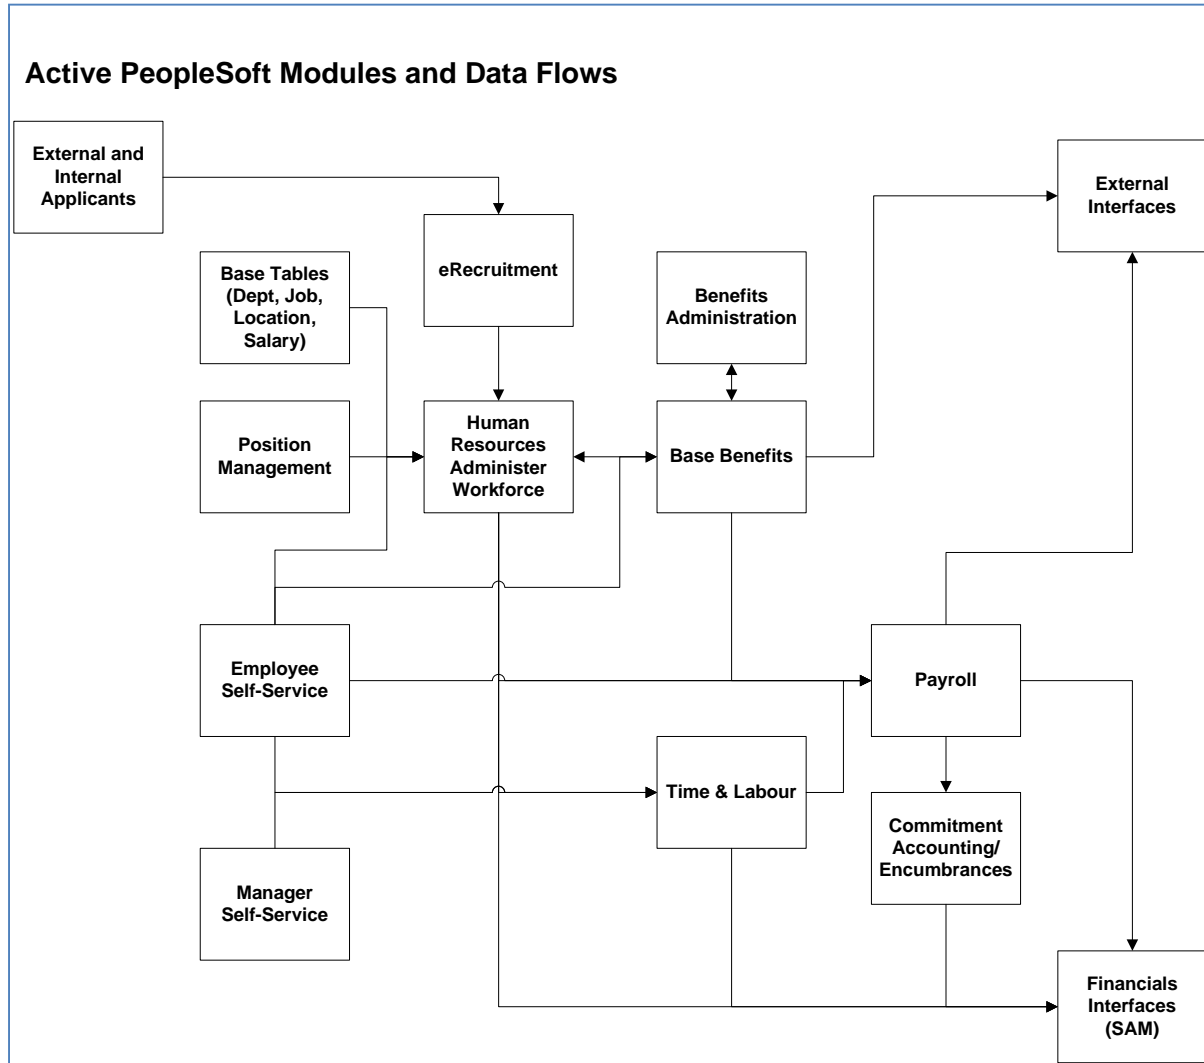 Active PeopleSoft Modules and Data Flows
External and
Internal
Applicants
External
Interfaces
eRecruitment
Base Tables
(Dept, Job,
Location,
Salary)
Benefits
Administration
Position
Management
Human
Resources
Administer
Workforce
Base Benefits
Employee
Self-Service
Payroll
Time & Labour
Commitment
Accounting/
Encumbrances
Manager
Self-Service
Financials
Interfaces
(SAM)